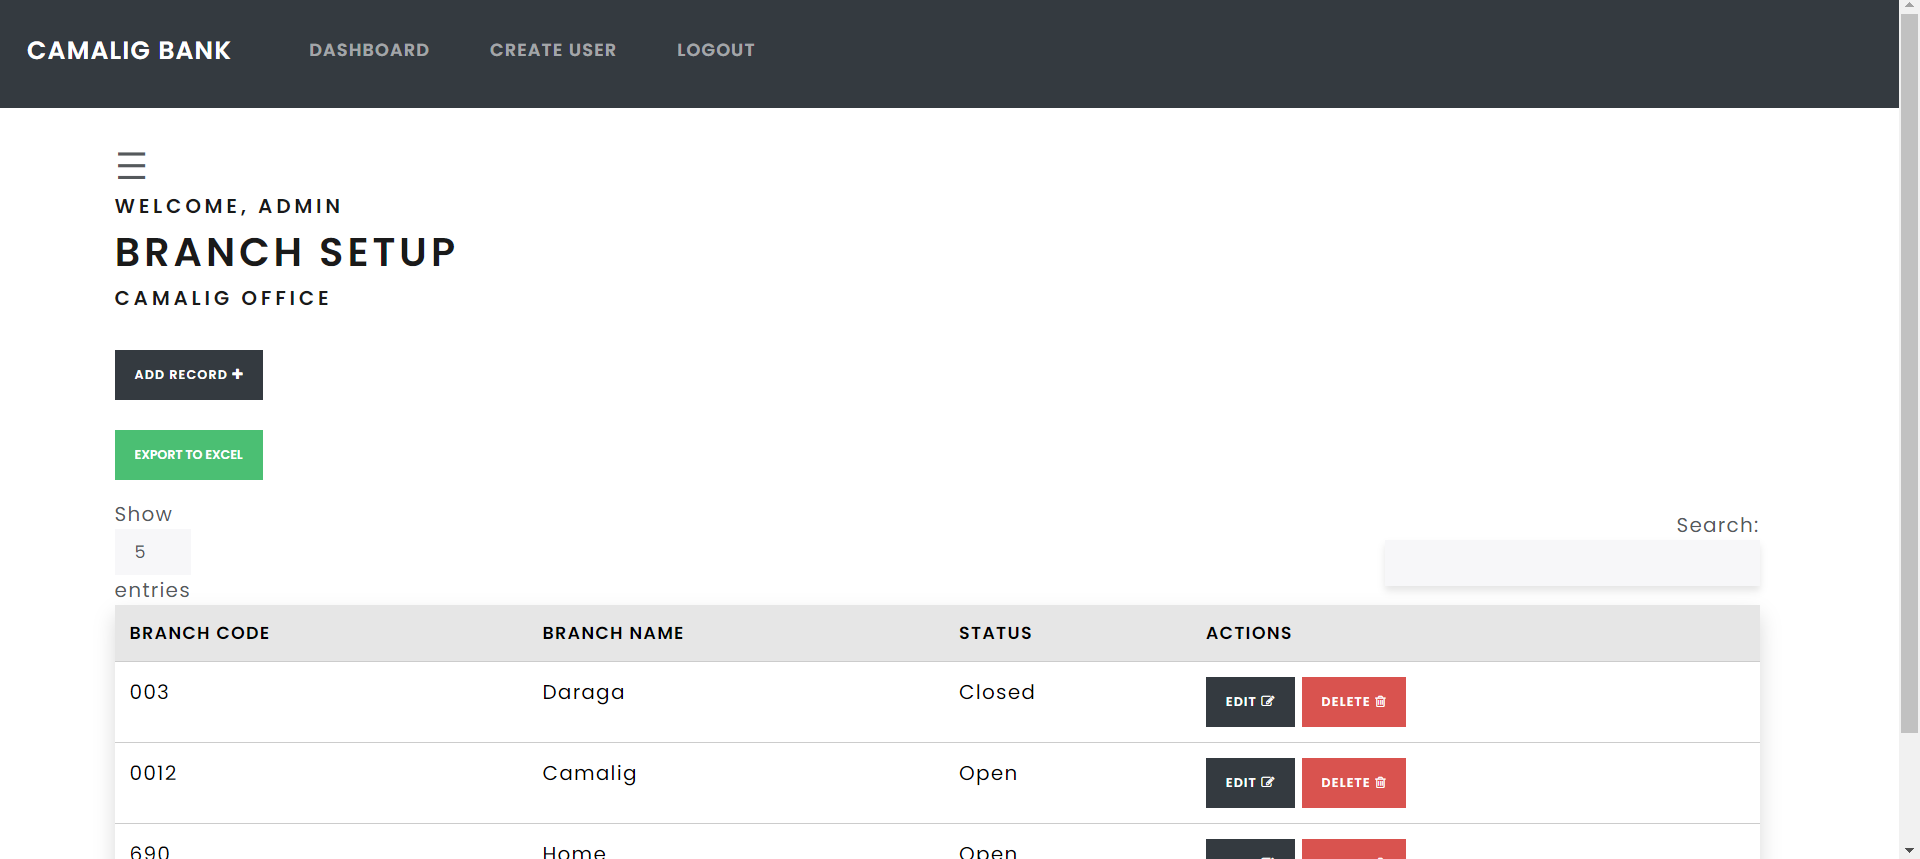 CAMALIG BANK DASHBOARD CREATE USER LOGOUT
WELCOME, ADMIN
BRANCH SETUP
CAMALIG OFFICE
ADD RECORD
EXPORT TO EXCEL
Show
5
entries
Search:
BRANCH CODE BRANCH NAME STATUS ACTIONS
003 Daraga Closed EDIT DELETE
0012 Camalig Open EDIT DELETE
690 Home Open